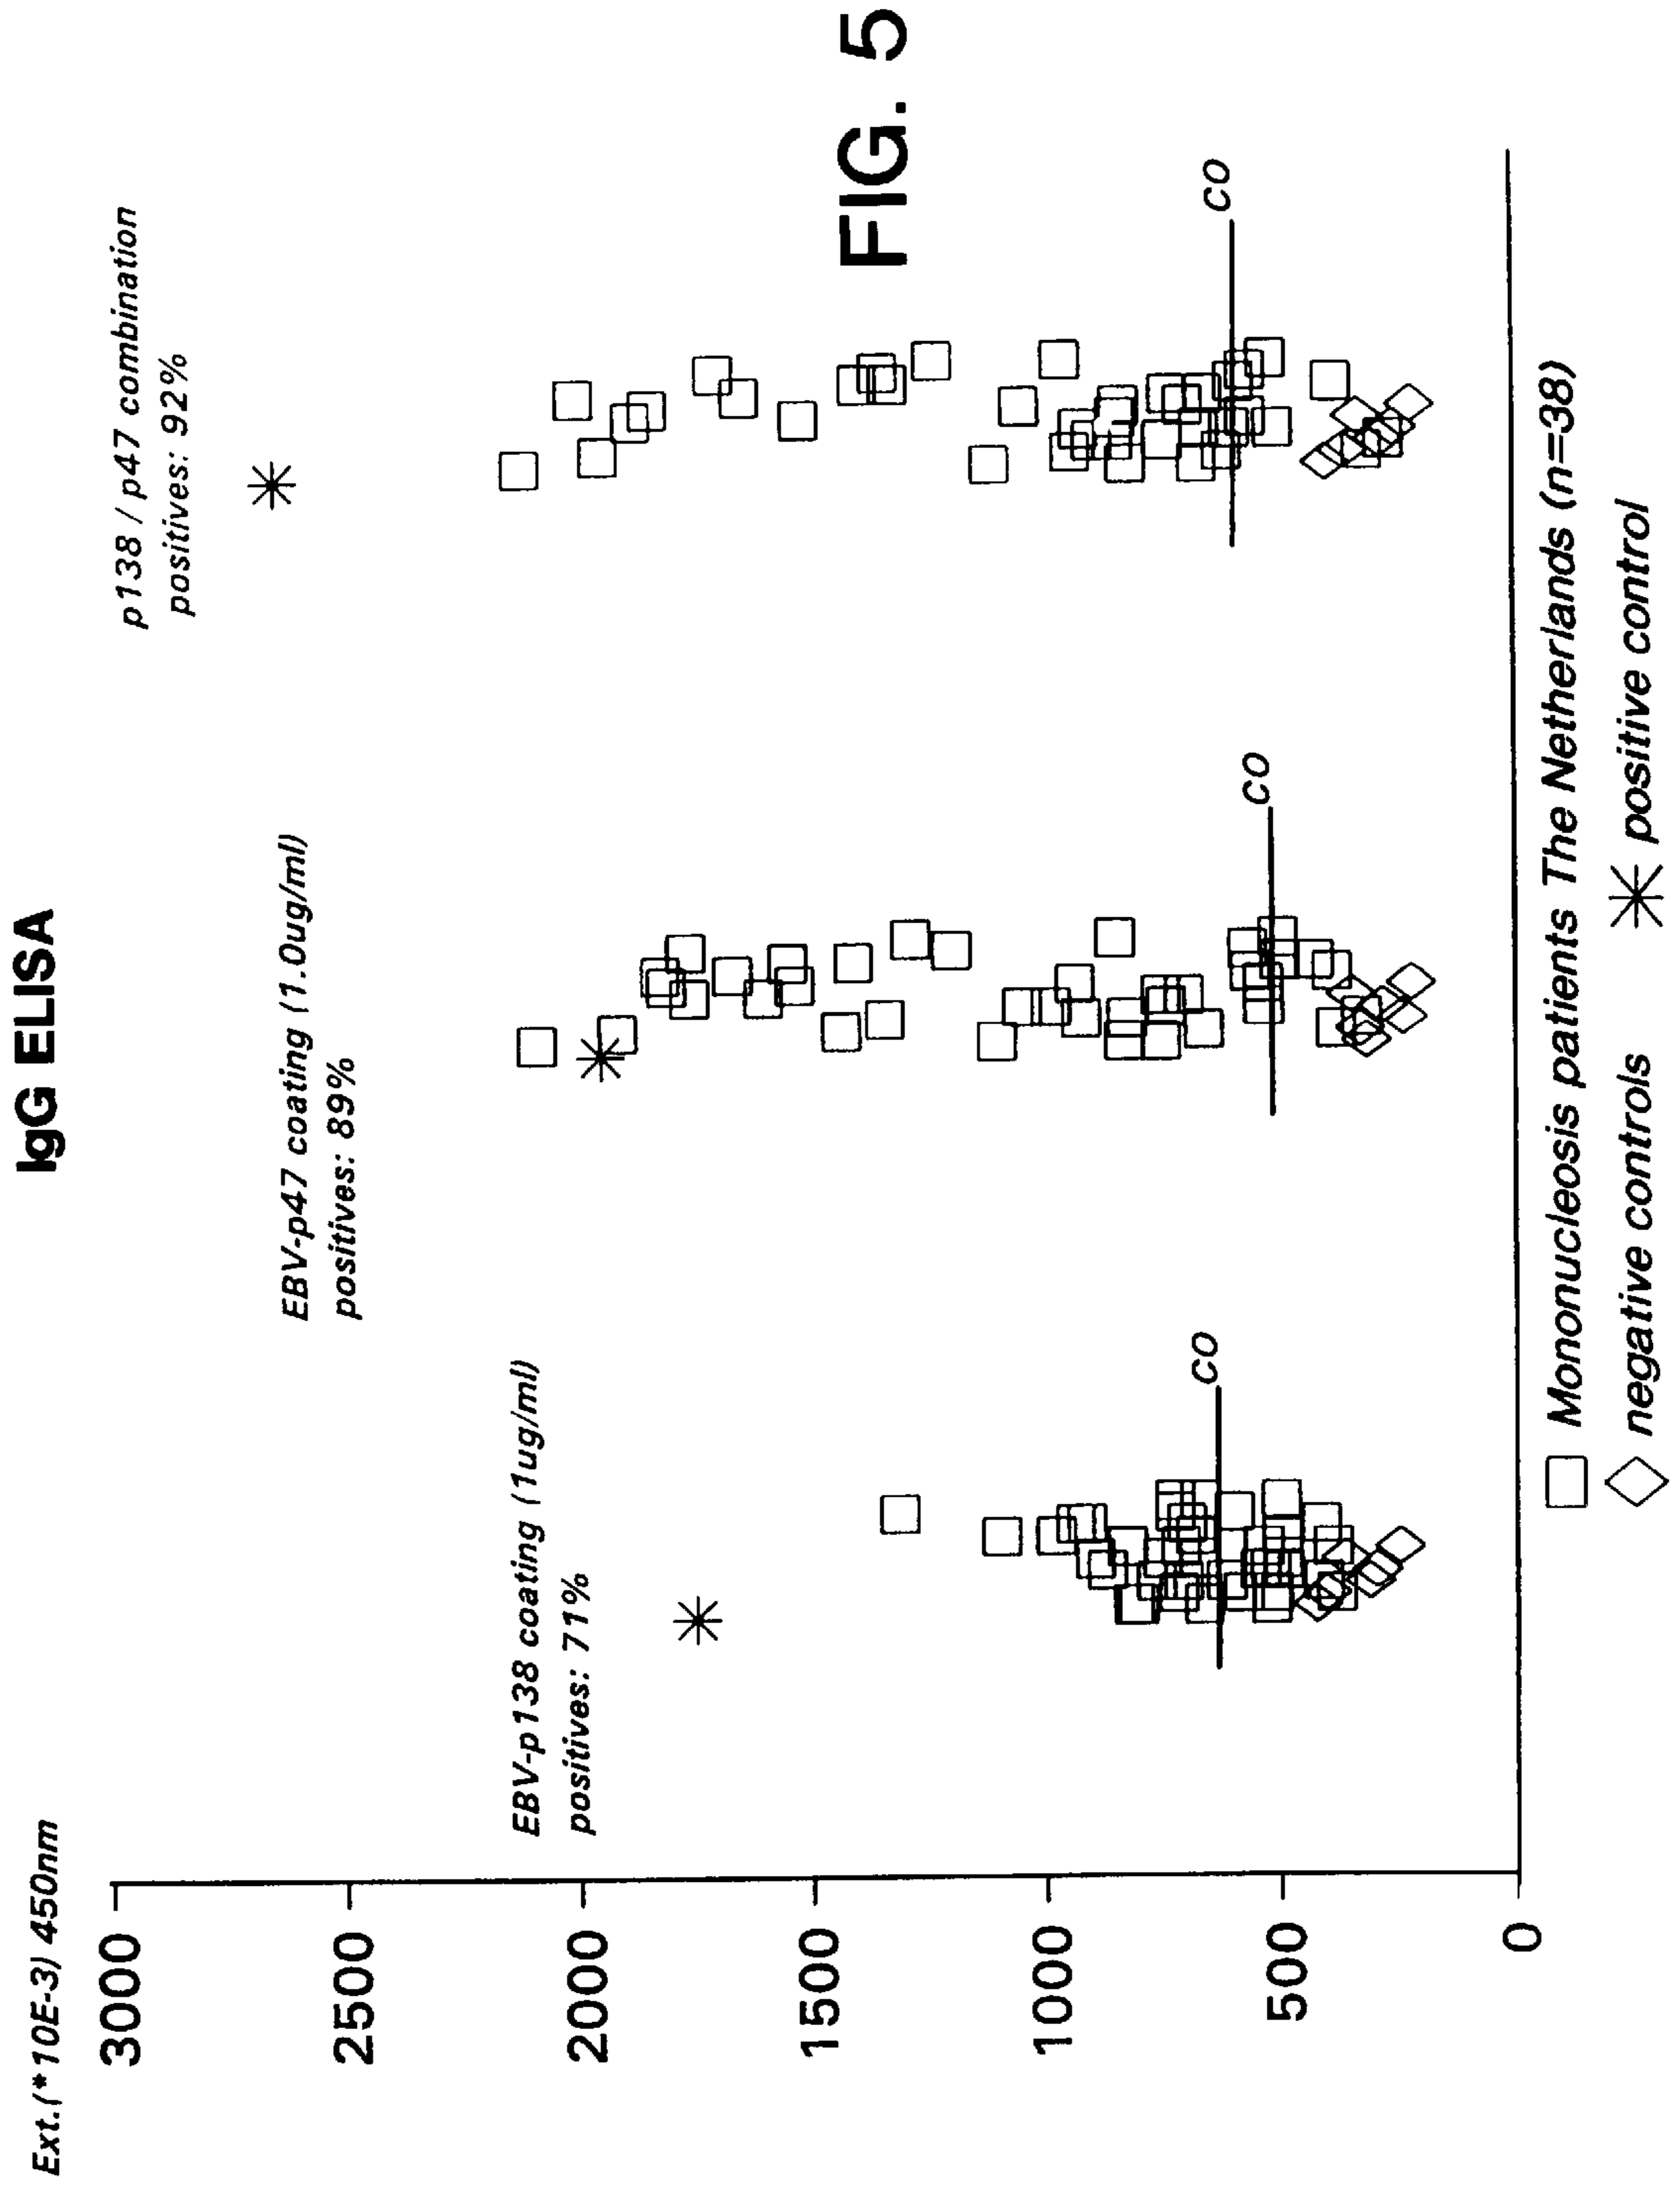 IgG ELISA
Ext.(*10E-3) 450nm
3000
2500
2000
1500
1000
500
0
EBV-p138 coating (1ug/ml)
positives: 71%
EBV-p47 coating (1.0ug/ml)
positives: 89%
p138 / p47 combination
positives: 92%
CO
CO
CO
Mononucleosis patients The Netherlands (n=38)
negative controls
positive control
FIG. 5